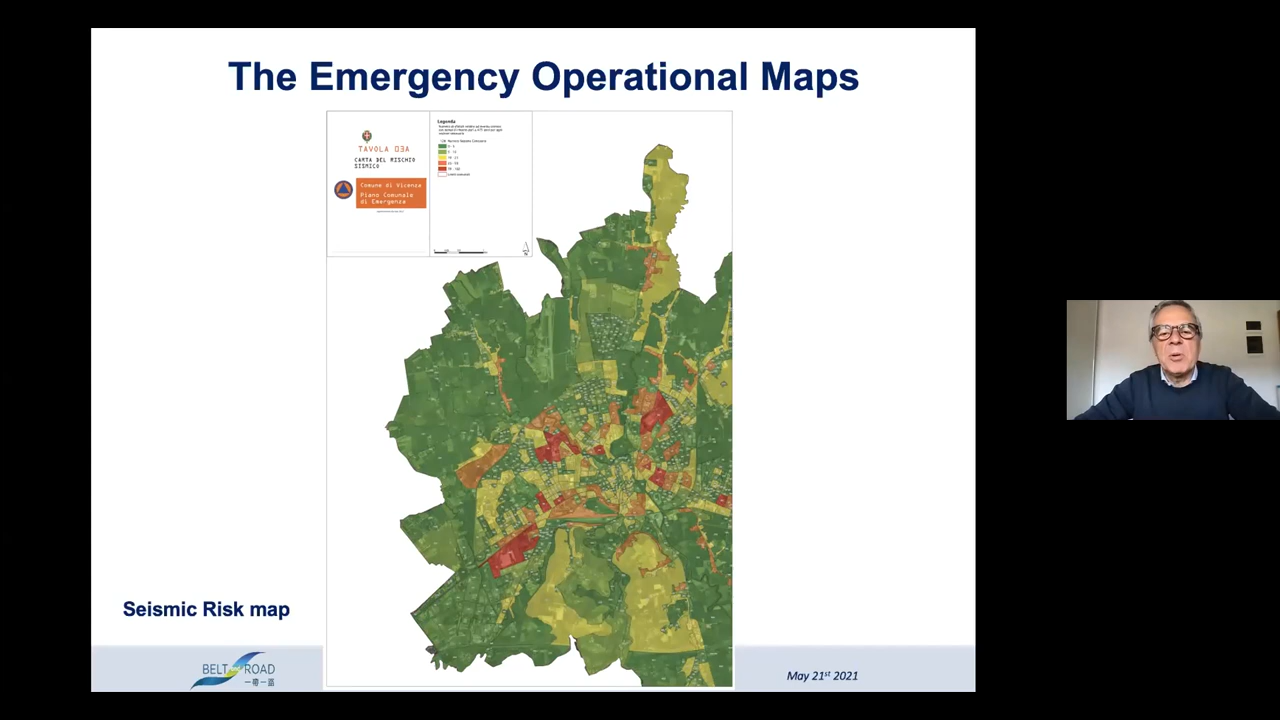 The Emergency Operational Maps
TAVOLA 03A
CARTA DEL RISCHIO
SISMICO
Comune di Vicenza
Piano Comunale
di Emergenza
Legenda
Seismic Risk map
BELT ROAD
一帶一路
May 21st 2021